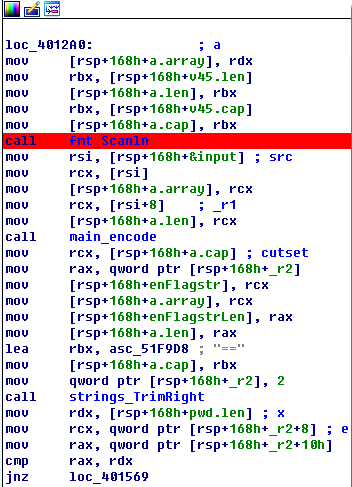 loc_4012A0: ; a
mov [rsp+168h+a.array], rdx
mov rbx, [rsp+168h+v45.len]
mov [rsp+168h+a.len], rbx
mov rbx, [rsp+168h+v45.cap]
mov [rsp+168h+a.cap], rbx
call fmt_Scanln
mov rsi, [rsp+168h+&input] ; src
mov rcx, [rsi]
mov [rsp+168h+a.array], rcx
mov rcx, [rsi+8] ; _r1
mov [rsp+168h+a.len], rcx
call main_encode
mov rcx, [rsp+168h+a.cap] ; cutset
mov rax, qword ptr [rsp+168h+_r2]
mov [rsp+168h+enFlagstr], rcx
mov [rsp+168h+a.array], rcx
mov [rsp+168h+enFlagstrLen], rax
mov [rsp+168h+a.len], rax
lea rbx, asc_51F9D8 ; "=="
mov [rsp+168h+a.cap], rbx
mov qword ptr [rsp+168h+_r2], 2
call strings_TrimRight
mov rdx, [rsp+168h+pwd.len] ; x
mov rcx, qword ptr [rsp+168h+_r2+8] ; e
mov rax, qword ptr [rsp+168h+_r2+10h]
cmp rax, rdx
jnz loc_401569